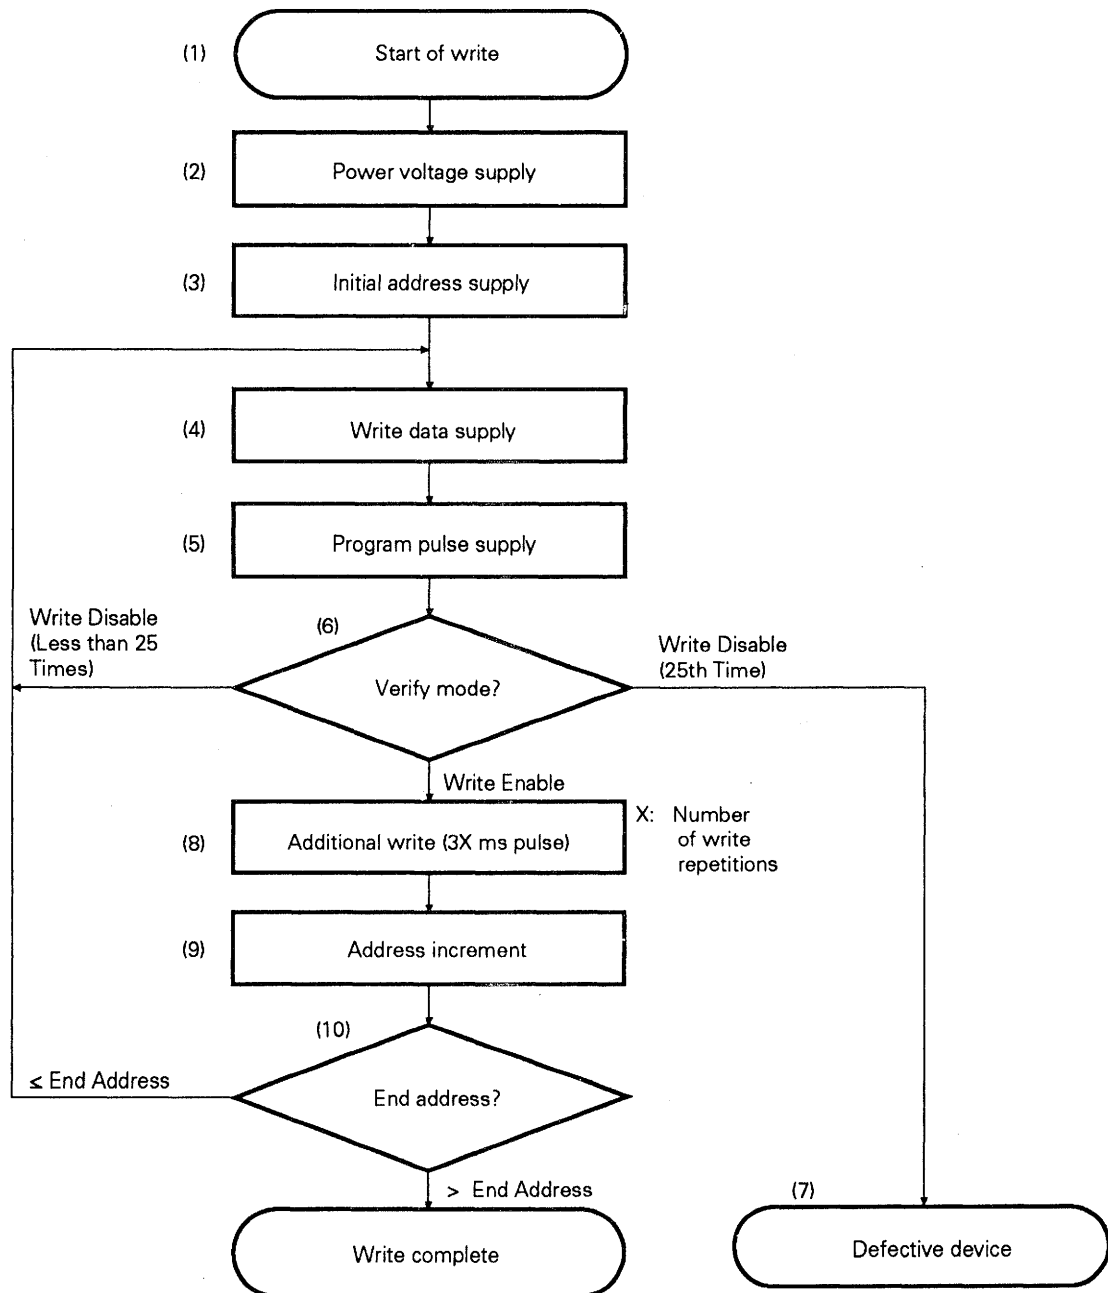 (1) Start of write
(2) Power voltage supply
(3) Initial address supply
(4) Write data supply
(5) Program pulse supply
Write Disable
(Less than 25
Times)
(6)
Write Disable
(25th Time)
Verify mode?
Write Enable
X: Number
of write
repetitions
(8) Additional write (3X ms pulse)
(9) Address increment
(10)
≤ End Address
End address?
> End Address
(7)
Write complete
Defective device